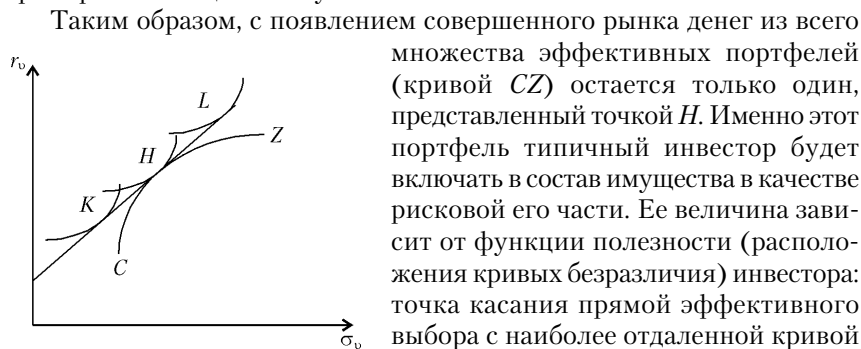 Таким образом, с появлением совершенного рынка денег из всего
множества эффективных портфелей
(кривой CZ) остается только один,
представленный точкой H. Именно этот
портфель типичный инвестор будет
включать в состав имущества в качестве
рисковой его части. Ее величина зави-
сит от функции полезности (располо-
жения кривых безразличия) инвестора:
точка касания прямой эффективного
выбора с наиболее отдаленной кривой
r_υ
L
Z
H
K
C
σ_υ